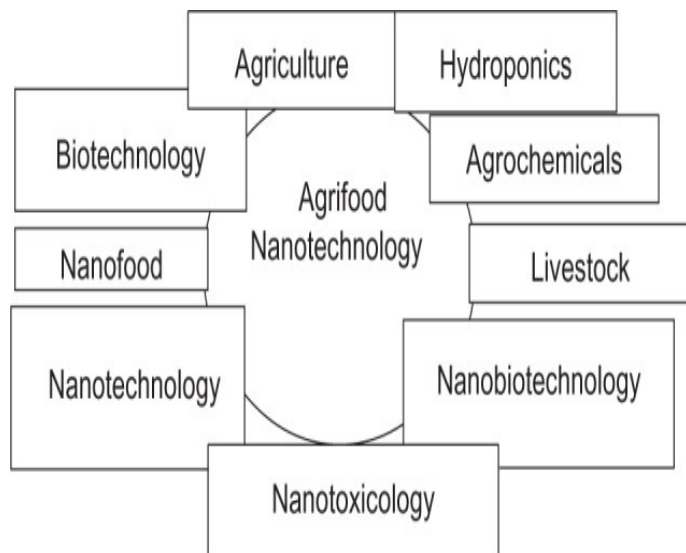 Agriculture
Hydroponics
Biotechnology
Agrochemicals
Agrifood
Nanotechnology
Nanofood
Livestock
Nanotechnology
Nanobiotechnology
Nanotoxicology